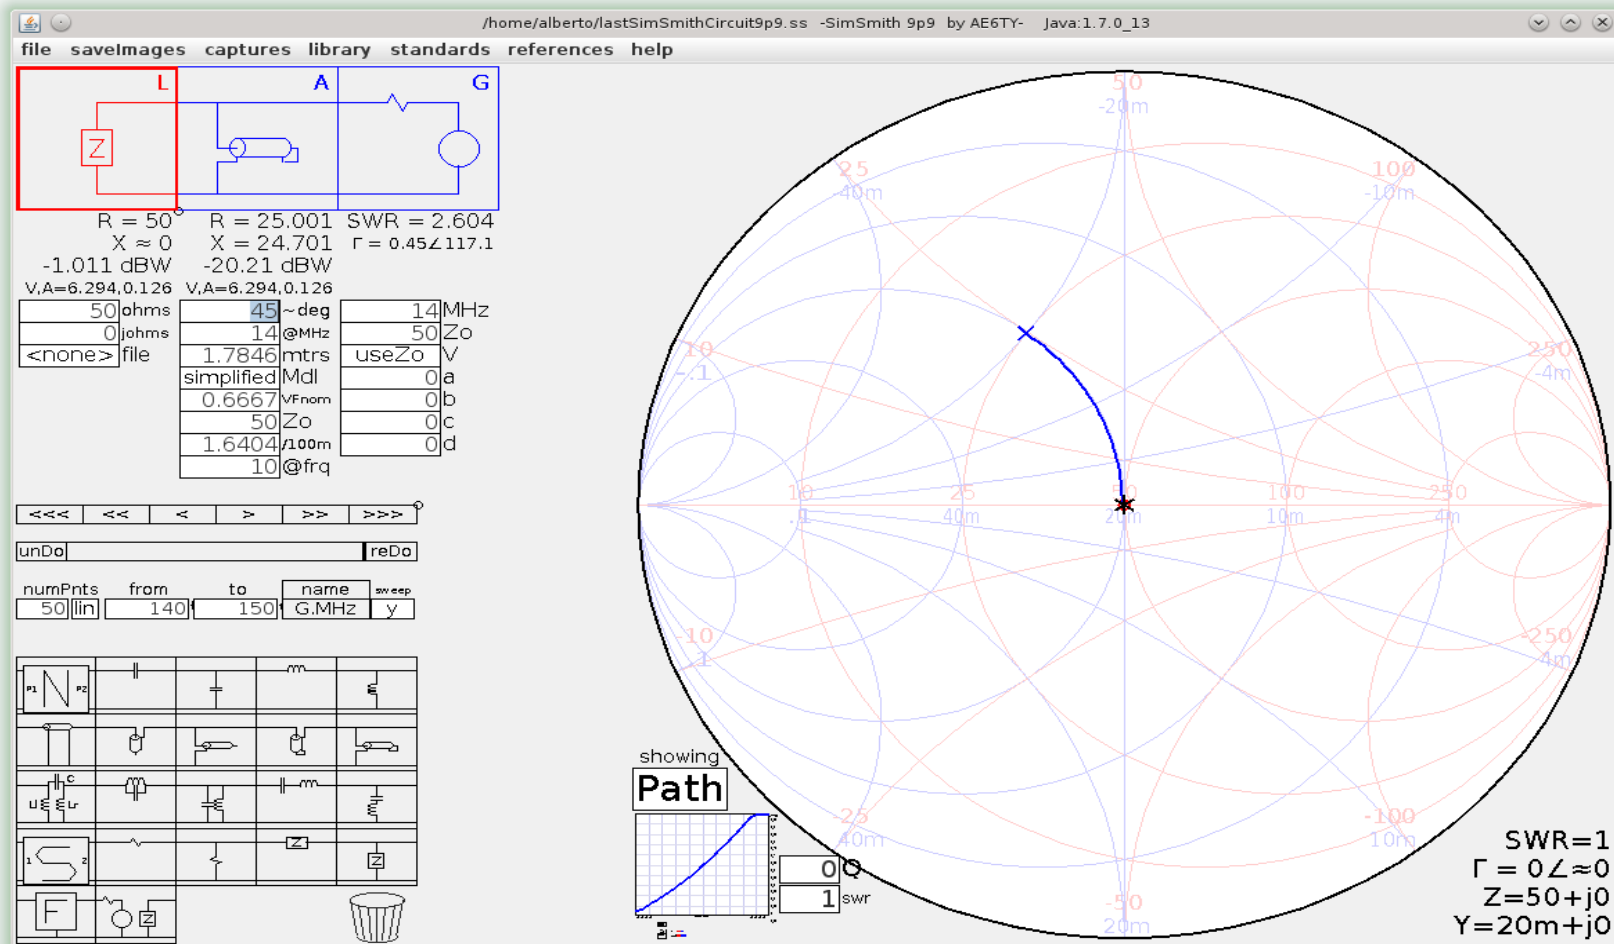 /home/alberto/lastSimSmithCircuit9p9.ss -SimSmith 9p9 by AE6TY- Java:1.7.0_13
file saveImages captures library standards references help
L A G
Z
R = 50 R = 25.001 SWR = 2.604
X ≈ 0 X = 24.701 Γ = 0.45∠117.1
-1.011 dBW -20.21 dBW
V,A=6.294,0.126 V,A=6.294,0.126
50 ohms 45 ~deg 14 MHz
0 johms 14 @MHz 50 Zo
<none> file 1.7846 mtrs useZo V
simplified Mdl 0 a
0.6667 VFnom 0 b
50 Zo 0 c
1.6404 /100m 0 d
10 @frq
<<< << < > >> >>>
unDo reDo
numPnts from to name sweep
50 lin 140 150 G.MHz y
P1 N P2
C
1 S 2 Z Z
F Z
50
-20m
25 100
-40m -10m
10 250
-.1 -4m
10 25 50 100 250
.1 40m 20m 10m 4m
-10 -250
.1 4m
-25 -100
40m 10m
-50
20m
showing
Path
0 Q
1 swr
SWR=1
Γ = 0∠≈0
Z=50+j0
Y=20m+j0